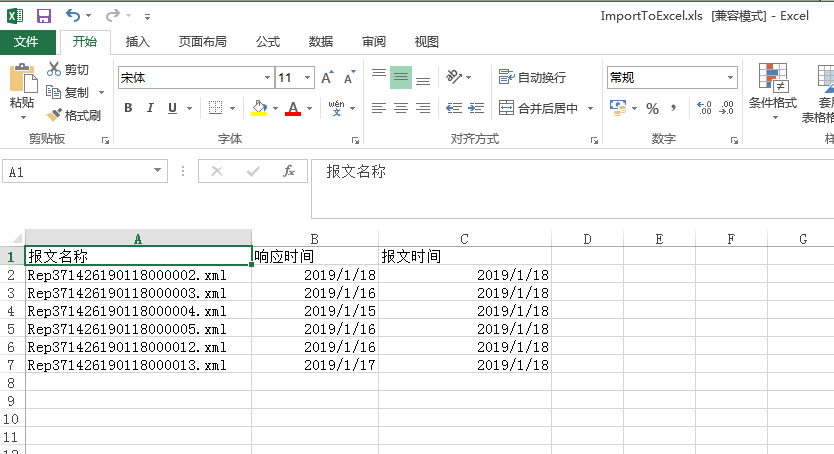 ImportToExcel.xls [兼容模式] - Excel
文件 开始 插入 页面布局 公式 数据 审阅 视图
剪切
复制
格式刷
粘贴
剪贴板
宋体 11 A A
B I U A wén 文
字体
自动换行
合并后居中
对齐方式
常规
% , .00 .0 .00
数字
条件格式
套用
表格格
样
A1 fx 报文名称
A B C D E F G
1 报文名称 响应时间 报文时间
2 Rep371426190118000002.xml 2019/1/18 2019/1/18
3 Rep371426190118000003.xml 2019/1/16 2019/1/18
4 Rep371426190118000004.xml 2019/1/15 2019/1/18
5 Rep371426190118000005.xml 2019/1/16 2019/1/18
6 Rep371426190118000012.xml 2019/1/16 2019/1/18
7 Rep371426190118000013.xml 2019/1/17 2019/1/18
8
9
10
11